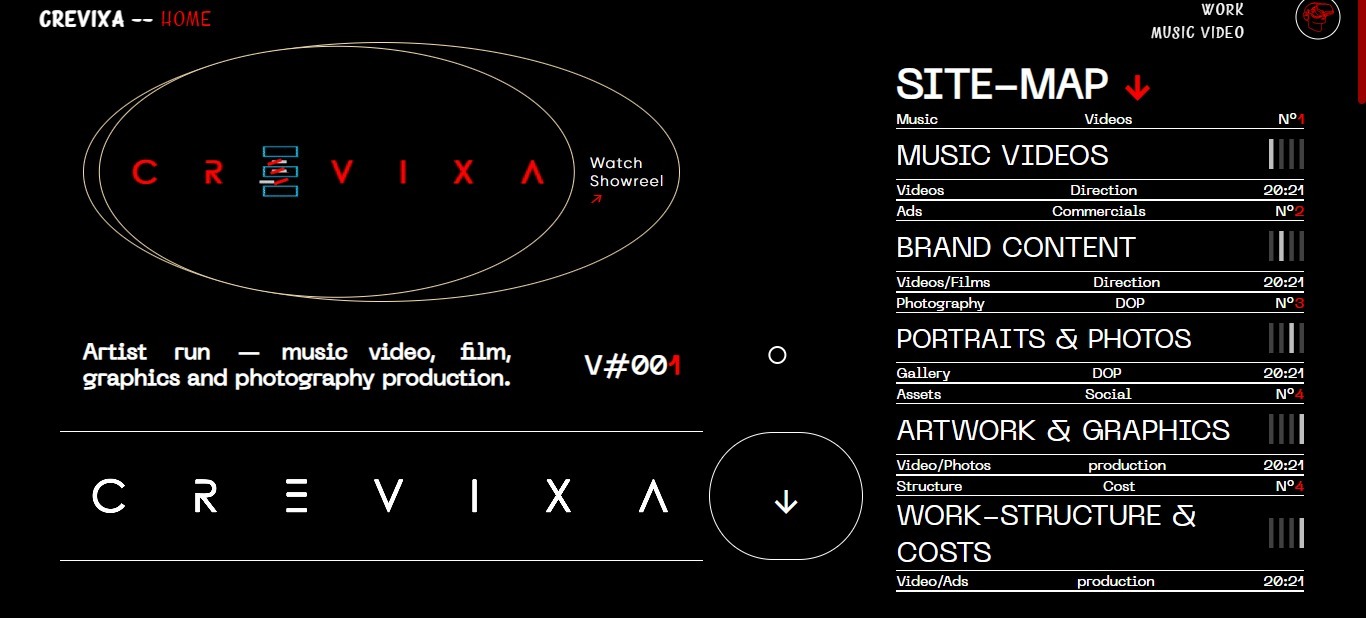 CREVIXA -- HOME
WORK
MUSIC VIDEO
CREVIXA
Watch
Showreel
↗
Artist run — music video, film,
graphics and photography production.
V#001
CREVIXA
↓
SITE-MAP ↓
Music Videos Nº1
MUSIC VIDEOS
Videos Direction 20:21
Ads Commercials Nº2
BRAND CONTENT
Videos/Films Direction 20:21
Photography DOP Nº3
PORTRAITS & PHOTOS
Gallery DOP 20:21
Assets Social Nº4
ARTWORK & GRAPHICS
Video/Photos production 20:21
Structure Cost Nº4
WORK-STRUCTURE &
COSTS
Video/Ads production 20:21